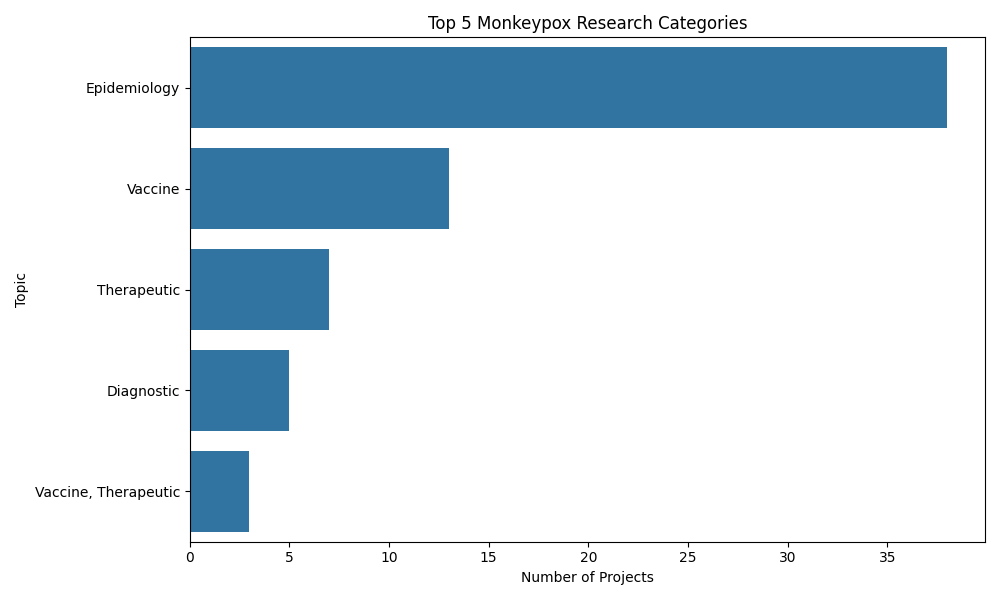 Top 5 Monkeypox Research Categories
Topic
Epidemiology
Vaccine
Therapeutic
Diagnostic
Vaccine, Therapeutic
0 5 10 15 20 25 30 35
Number of Projects